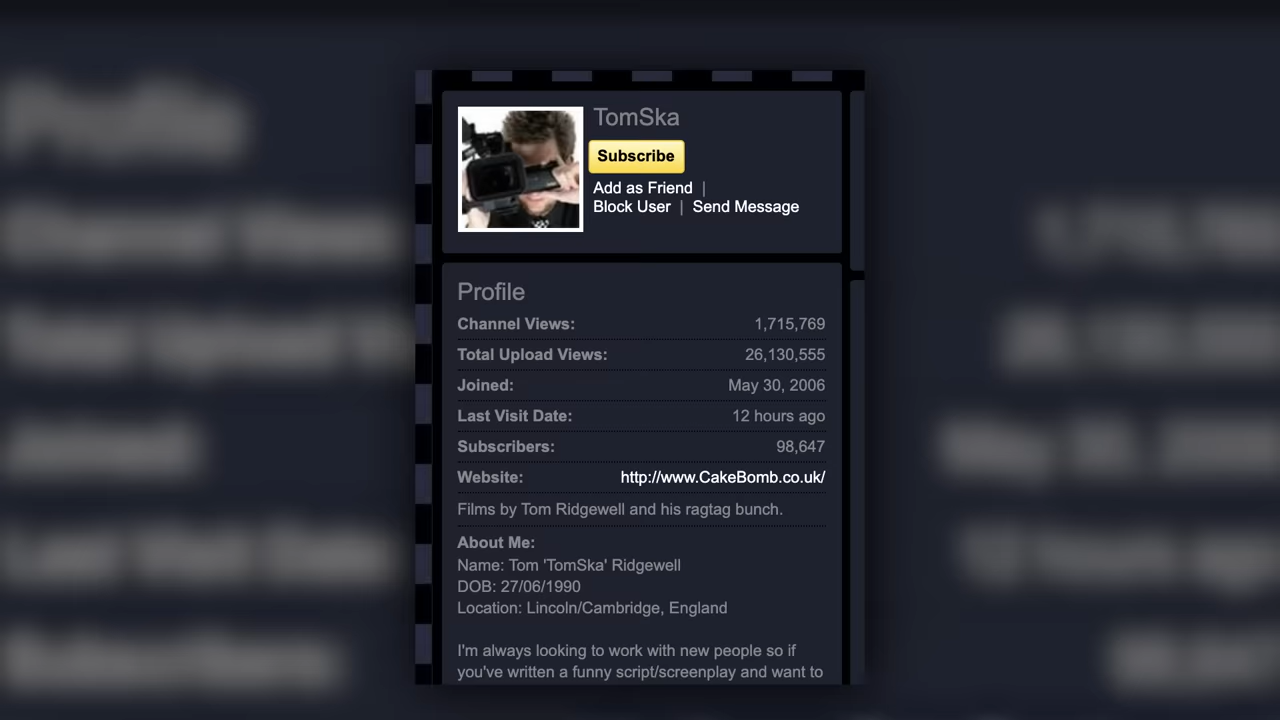 TomSka
Subscribe
Add as Friend |
Block User | Send Message
Profile
Channel Views: 1,715,769
Total Upload Views: 26,130,555
Joined: May 30, 2006
Last Visit Date: 12 hours ago
Subscribers: 98,647
Website: http://www.CakeBomb.co.uk/
Films by Tom Ridgewell and his ragtag bunch.
About Me:
Name: Tom 'TomSka' Ridgewell
DOB: 27/06/1990
Location: Lincoln/Cambridge, England
I'm always looking to work with new people so if
you've written a funny script/screenplay and want to